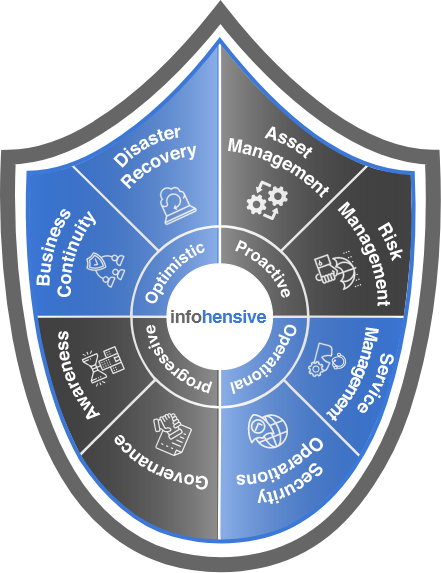 Disaster
Recovery
Asset
Management
Risk
Management
Business
Continuity
Optimistic
Proactive
infohensive
progressive
Operational
Awareness
Service
Management
Governance
Security
Operations